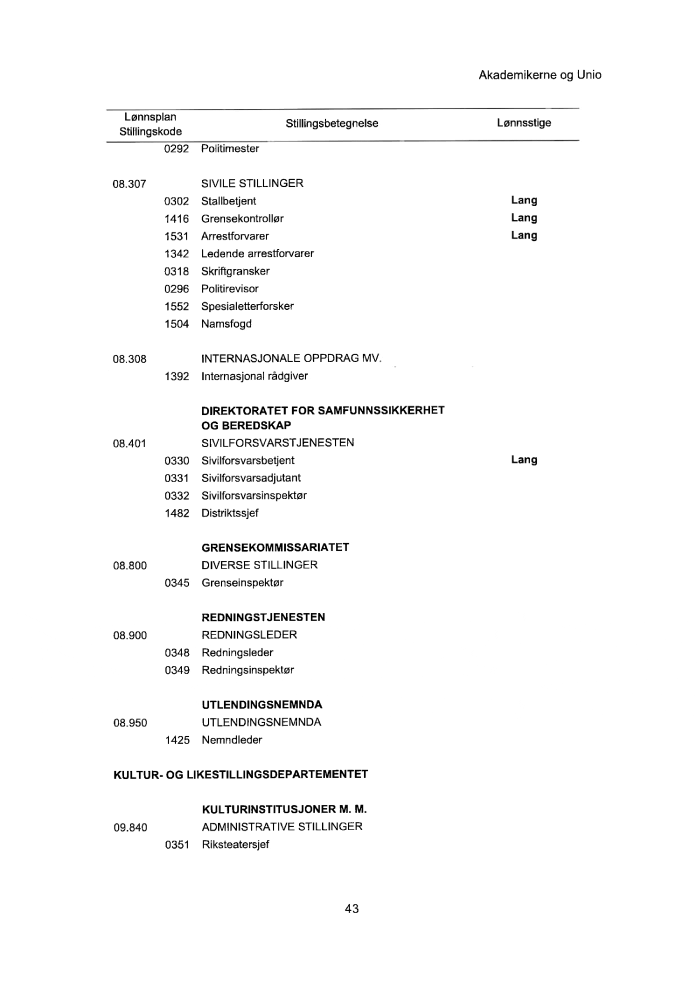 Akademikerne og Unio
Lønnsplan
Stillingskode
Stillingsbetegnelse
Lønnsstige
0292 Politimester
08.307 SIVILE STILLINGER
0302 Stallbetjent Lang
1416 Grensekontrollør Lang
1531 Arrestforvarer Lang
1342 Ledende arrestforvarer
0318 Skriftgransker
0296 Politirevisor
1552 Spesialetterforsker
1504 Namsfogd
08.308 INTERNASJONALE OPPDRAG MV.
1392 Internasjonal rådgiver
DIREKTORATET FOR SAMFUNNSSIKKERHET
OG BEREDSKAP
08.401 SIVILFORSVARSTJENESTEN
0330 Sivilforsvarsbetjent Lang
0331 Sivilforsvarsadjutant
0332 Sivilforsvarsinspektør
1482 Distriktssjef
GRENSEKOMMISSARIATET
08.800 DIVERSE STILLINGER
0345 Grenseinspektør
REDNINGSTJENESTEN
08.900 REDNINGSLEDER
0348 Redningsleder
0349 Redningsinspektør
UTLENDINGSNEMNDA
08.950 UTLENDINGSNEMNDA
1425 Nemndleder
KULTUR- OG LIKESTILLINGSDEPARTEMENTET
KULTURINSTITUSJONER M. M.
09.840 ADMINISTRATIVE STILLINGER
0351 Riksteatersjef
43